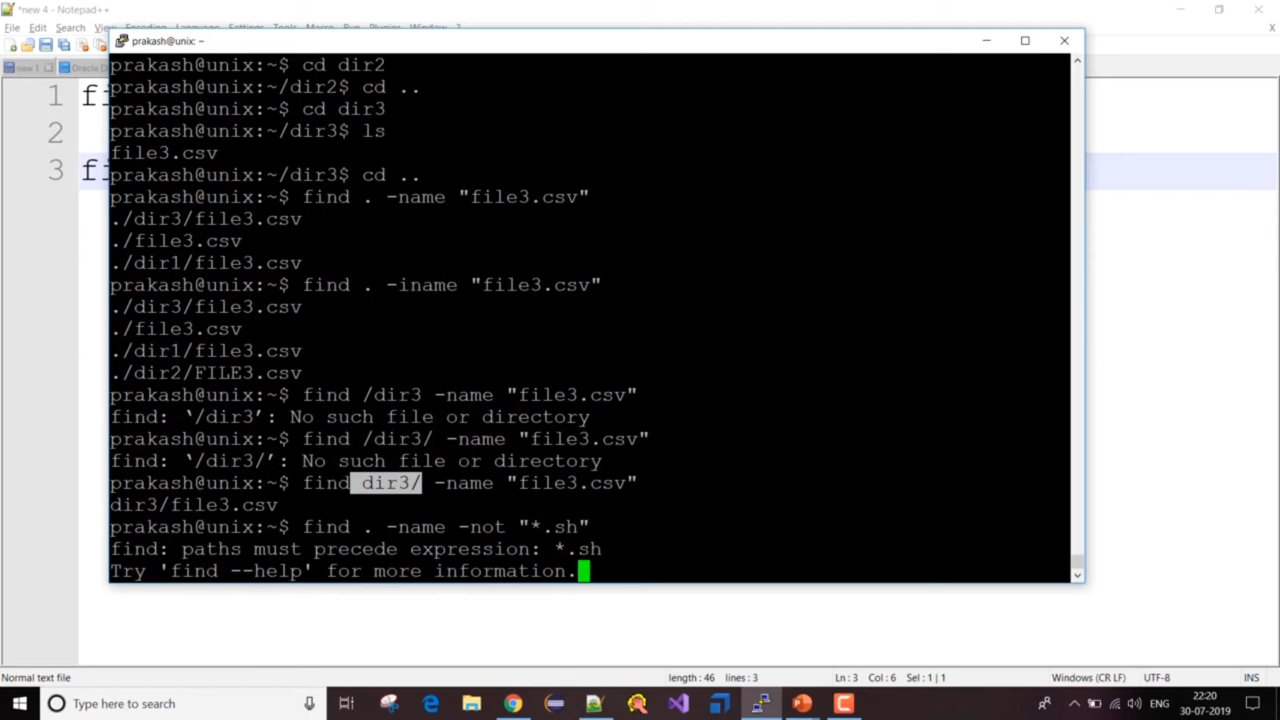 *new 4 - Notepad++
File Edit Search View Encoding Language Settings Tools Macro Run Plugins Window ?
X
new 1
Oracle D
1 fi
2
3 fi
prakash@unix: ~
prakash@unix:~$ cd dir2
prakash@unix:~/dir2$ cd ..
prakash@unix:~$ cd dir3
prakash@unix:~/dir3$ ls
file3.csv
prakash@unix:~/dir3$ cd ..
prakash@unix:~$ find . -name "file3.csv"
./dir3/file3.csv
./file3.csv
./dir1/file3.csv
prakash@unix:~$ find . -iname "file3.csv"
./dir3/file3.csv
./file3.csv
./dir1/file3.csv
./dir2/FILE3.csv
prakash@unix:~$ find /dir3 -name "file3.csv"
find: ‘/dir3’: No such file or directory
prakash@unix:~$ find /dir3/ -name "file3.csv"
find: ‘/dir3/’: No such file or directory
prakash@unix:~$ find dir3/ -name "file3.csv"
dir3/file3.csv
prakash@unix:~$ find . -name -not "*.sh"
find: paths must precede expression: *.sh
Try 'find --help' for more information.
Normal text file length: 46 lines: 3 Ln: 3 Col: 6 Sel: 1 | 1 Windows (CR LF) UTF-8 INS
Type here to search
ENG
22:20
30-07-2019